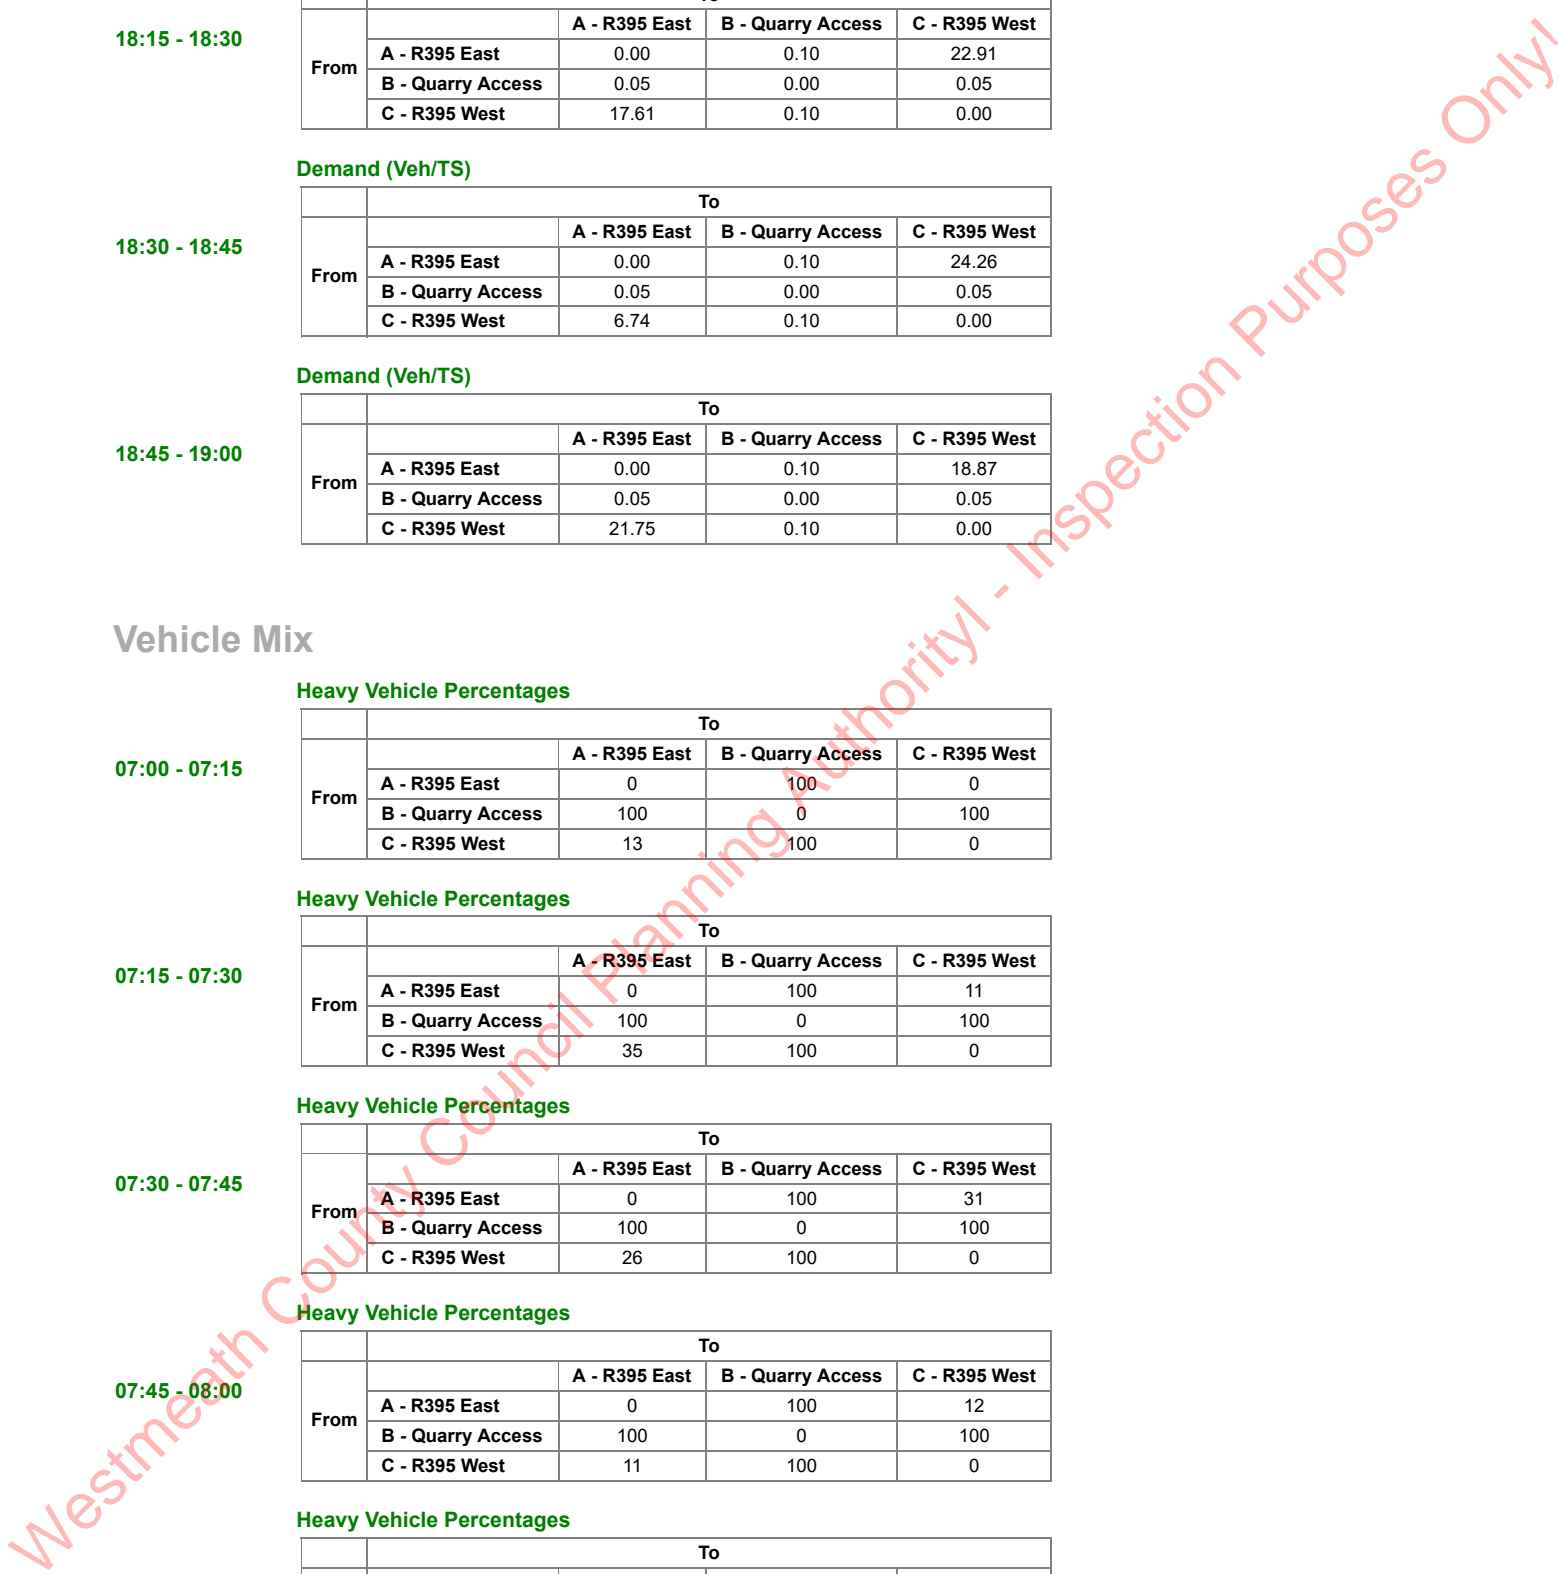 To
A - R395 East B - Quarry Access C - R395 West
18:15 - 18:30
From
A - R395 East 0.00 0.10 22.91
B - Quarry Access 0.05 0.00 0.05
C - R395 West 17.61 0.10 0.00
Demand (Veh/TS)
To
A - R395 East B - Quarry Access C - R395 West
18:30 - 18:45
From
A - R395 East 0.00 0.10 24.26
B - Quarry Access 0.05 0.00 0.05
C - R395 West 6.74 0.10 0.00
Demand (Veh/TS)
To
A - R395 East B - Quarry Access C - R395 West
18:45 - 19:00
From
A - R395 East 0.00 0.10 18.87
B - Quarry Access 0.05 0.00 0.05
C - R395 West 21.75 0.10 0.00
Vehicle Mix
Heavy Vehicle Percentages
To
A - R395 East B - Quarry Access C - R395 West
07:00 - 07:15
From
A - R395 East 0 100 0
B - Quarry Access 100 0 100
C - R395 West 13 100 0
Heavy Vehicle Percentages
To
A - R395 East B - Quarry Access C - R395 West
07:15 - 07:30
From
A - R395 East 0 100 11
B - Quarry Access 100 0 100
C - R395 West 35 100 0
Heavy Vehicle Percentages
To
A - R395 East B - Quarry Access C - R395 West
07:30 - 07:45
From
A - R395 East 0 100 31
B - Quarry Access 100 0 100
C - R395 West 26 100 0
Heavy Vehicle Percentages
To
A - R395 East B - Quarry Access C - R395 West
07:45 - 08:00
From
A - R395 East 0 100 12
B - Quarry Access 100 0 100
C - R395 West 11 100 0
Heavy Vehicle Percentages
To
Westmeath County Council Planning Authorityl - Inspection Purposes Only!